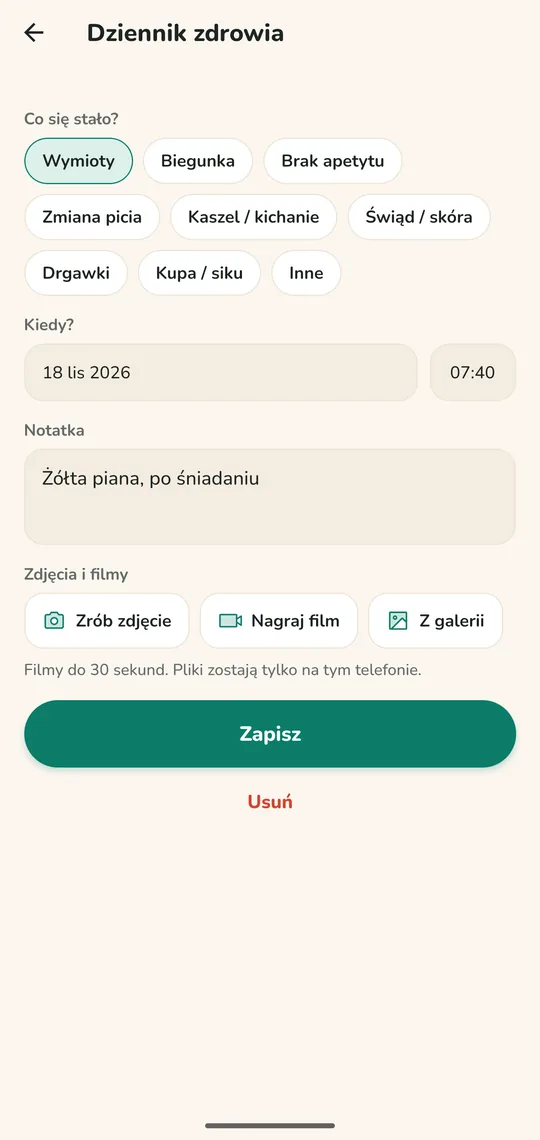 Dziennik zdrowia
Co się stało?
Wymioty Biegunka Brak apetytu
Zmiana picia Kaszel / kichanie Świąd / skóra
Drgawki Kupa / siku Inne
Kiedy?
18 lis 2026 07:40
Notatka
Żółta piana, po śniadaniu
Zdjęcia i filmy
Zrób zdjęcie Nagraj film Z galerii
Filmy do 30 sekund. Pliki zostają tylko na tym telefonie.
Zapisz
Usuń